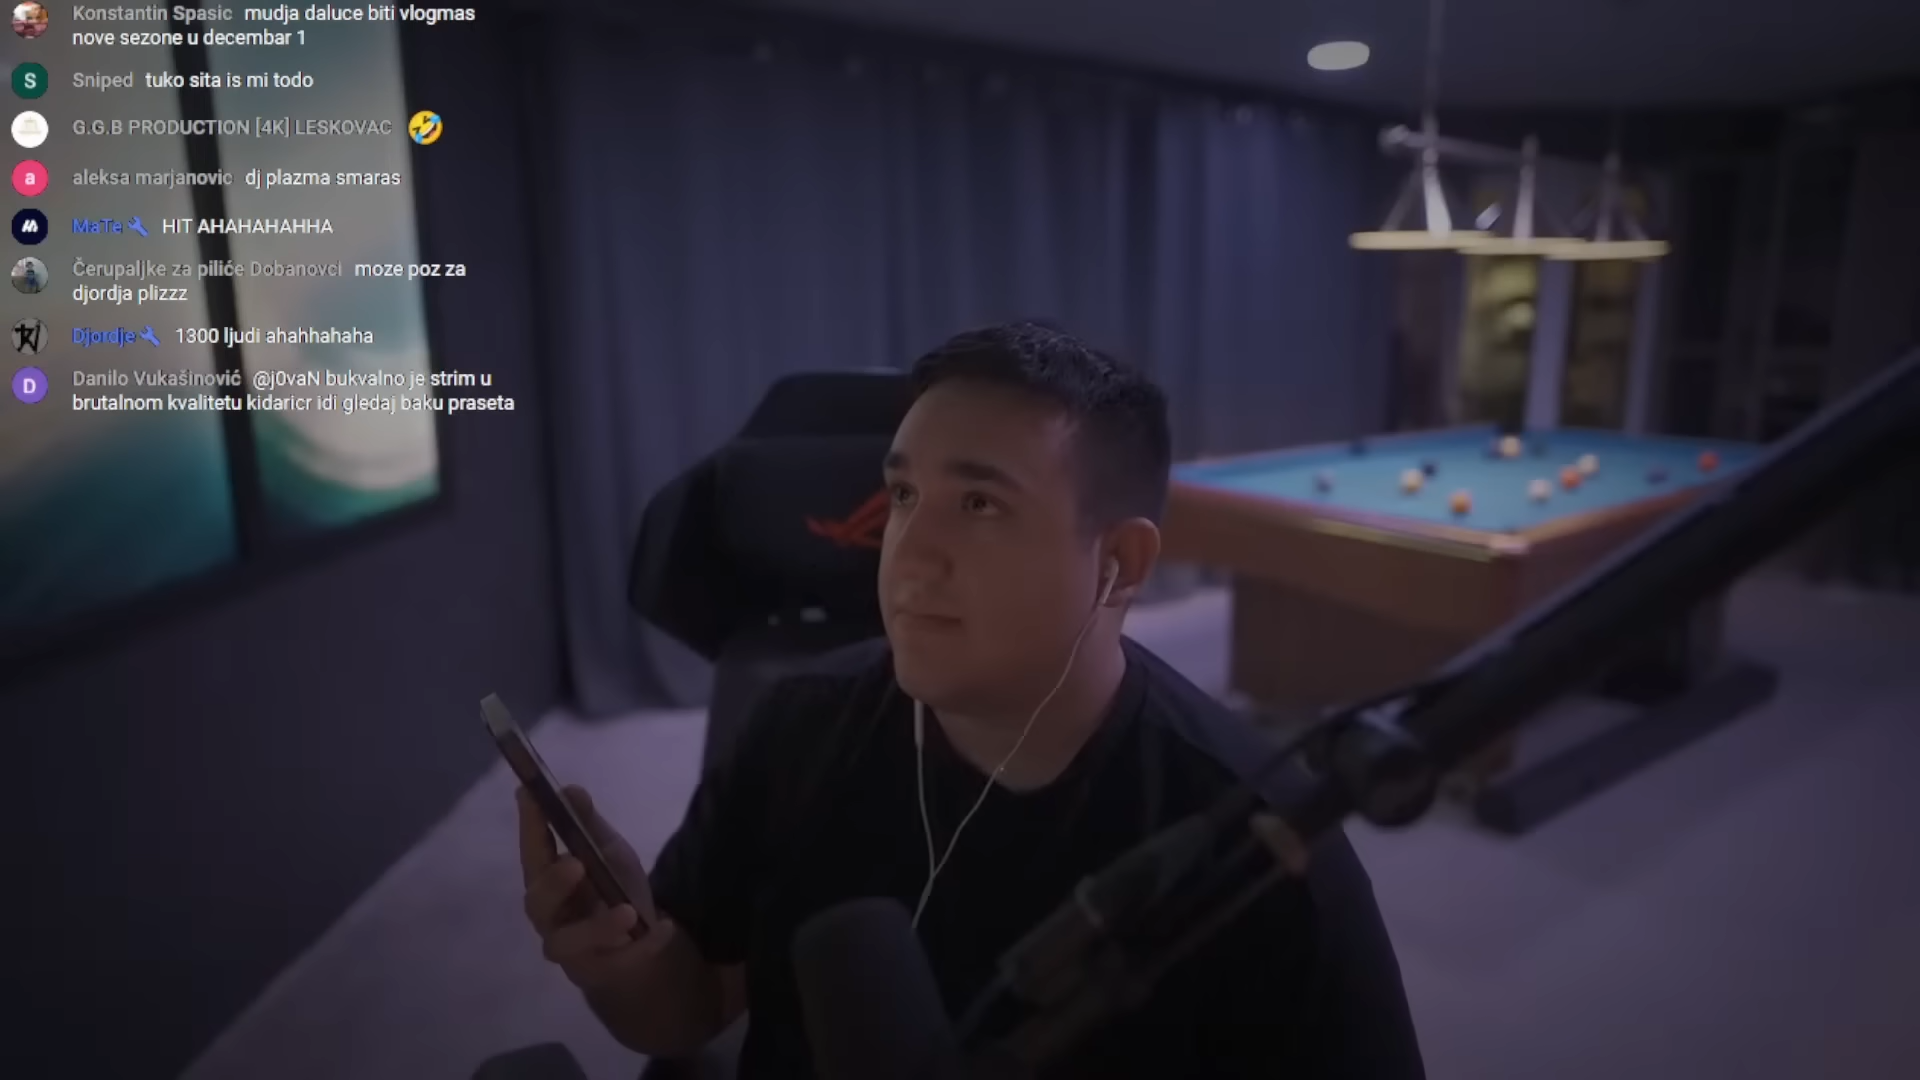 Konstantin Spasic mudja daluce biti vlogmas
nove sezone u decembar 1
S Sniped tuko sita is mi todo
G.G.B PRODUCTION [4K] LESKOVAC 🤣
a aleksa marjanovic dj plazma smaras
MaTe HIT AHAHAHAHHA
Čerupaljke za piliće Dobanovci moze poz za
djordja plizzz
Djordje 1300 ljudi ahahhahaha
D Danilo Vukašinović @j0vaN bukvalno je strim u
brutalnom kvalitetu kidaricr idi gledaj baku praseta